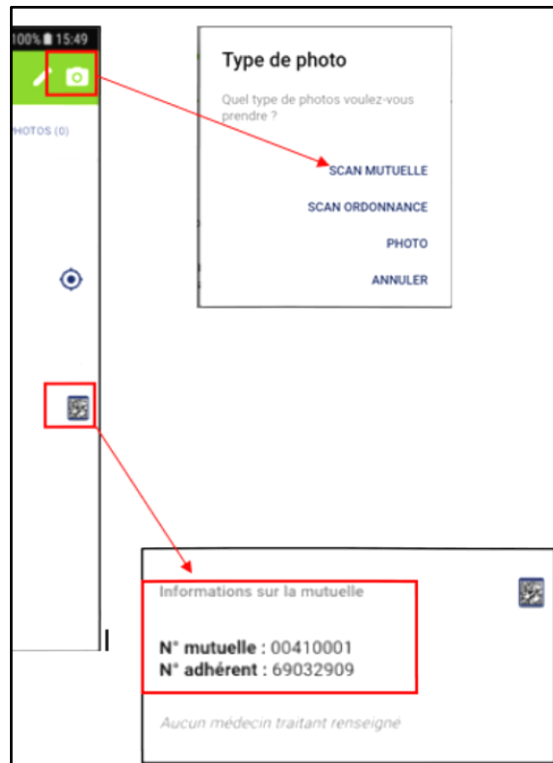 100% 15:49
HOTOS (0)
Type de photo
Quel type de photos voulez-vous
prendre ?
SCAN MUTUELLE
SCAN ORDONNANCE
PHOTO
ANNULER
Informations sur la mutuelle
N° mutuelle : 00410001
N° adhérent : 69032909
Aucun médecin traitant renseigné